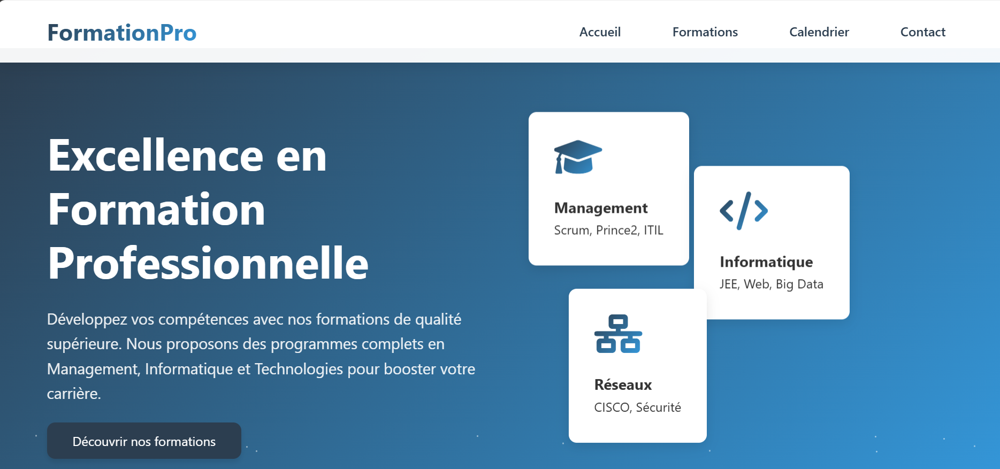 FormationPro
Accueil
Formations
Calendrier
Contact
Excellence en
Formation
Professionnelle
Développez vos compétences avec nos formations de qualité
supérieure. Nous proposons des programmes complets en
Management, Informatique et Technologies pour booster votre
carrière.
Découvrir nos formations
Management
Scrum, Prince2, ITIL
Informatique
JEE, Web, Big Data
Réseaux
CISCO, Sécurité